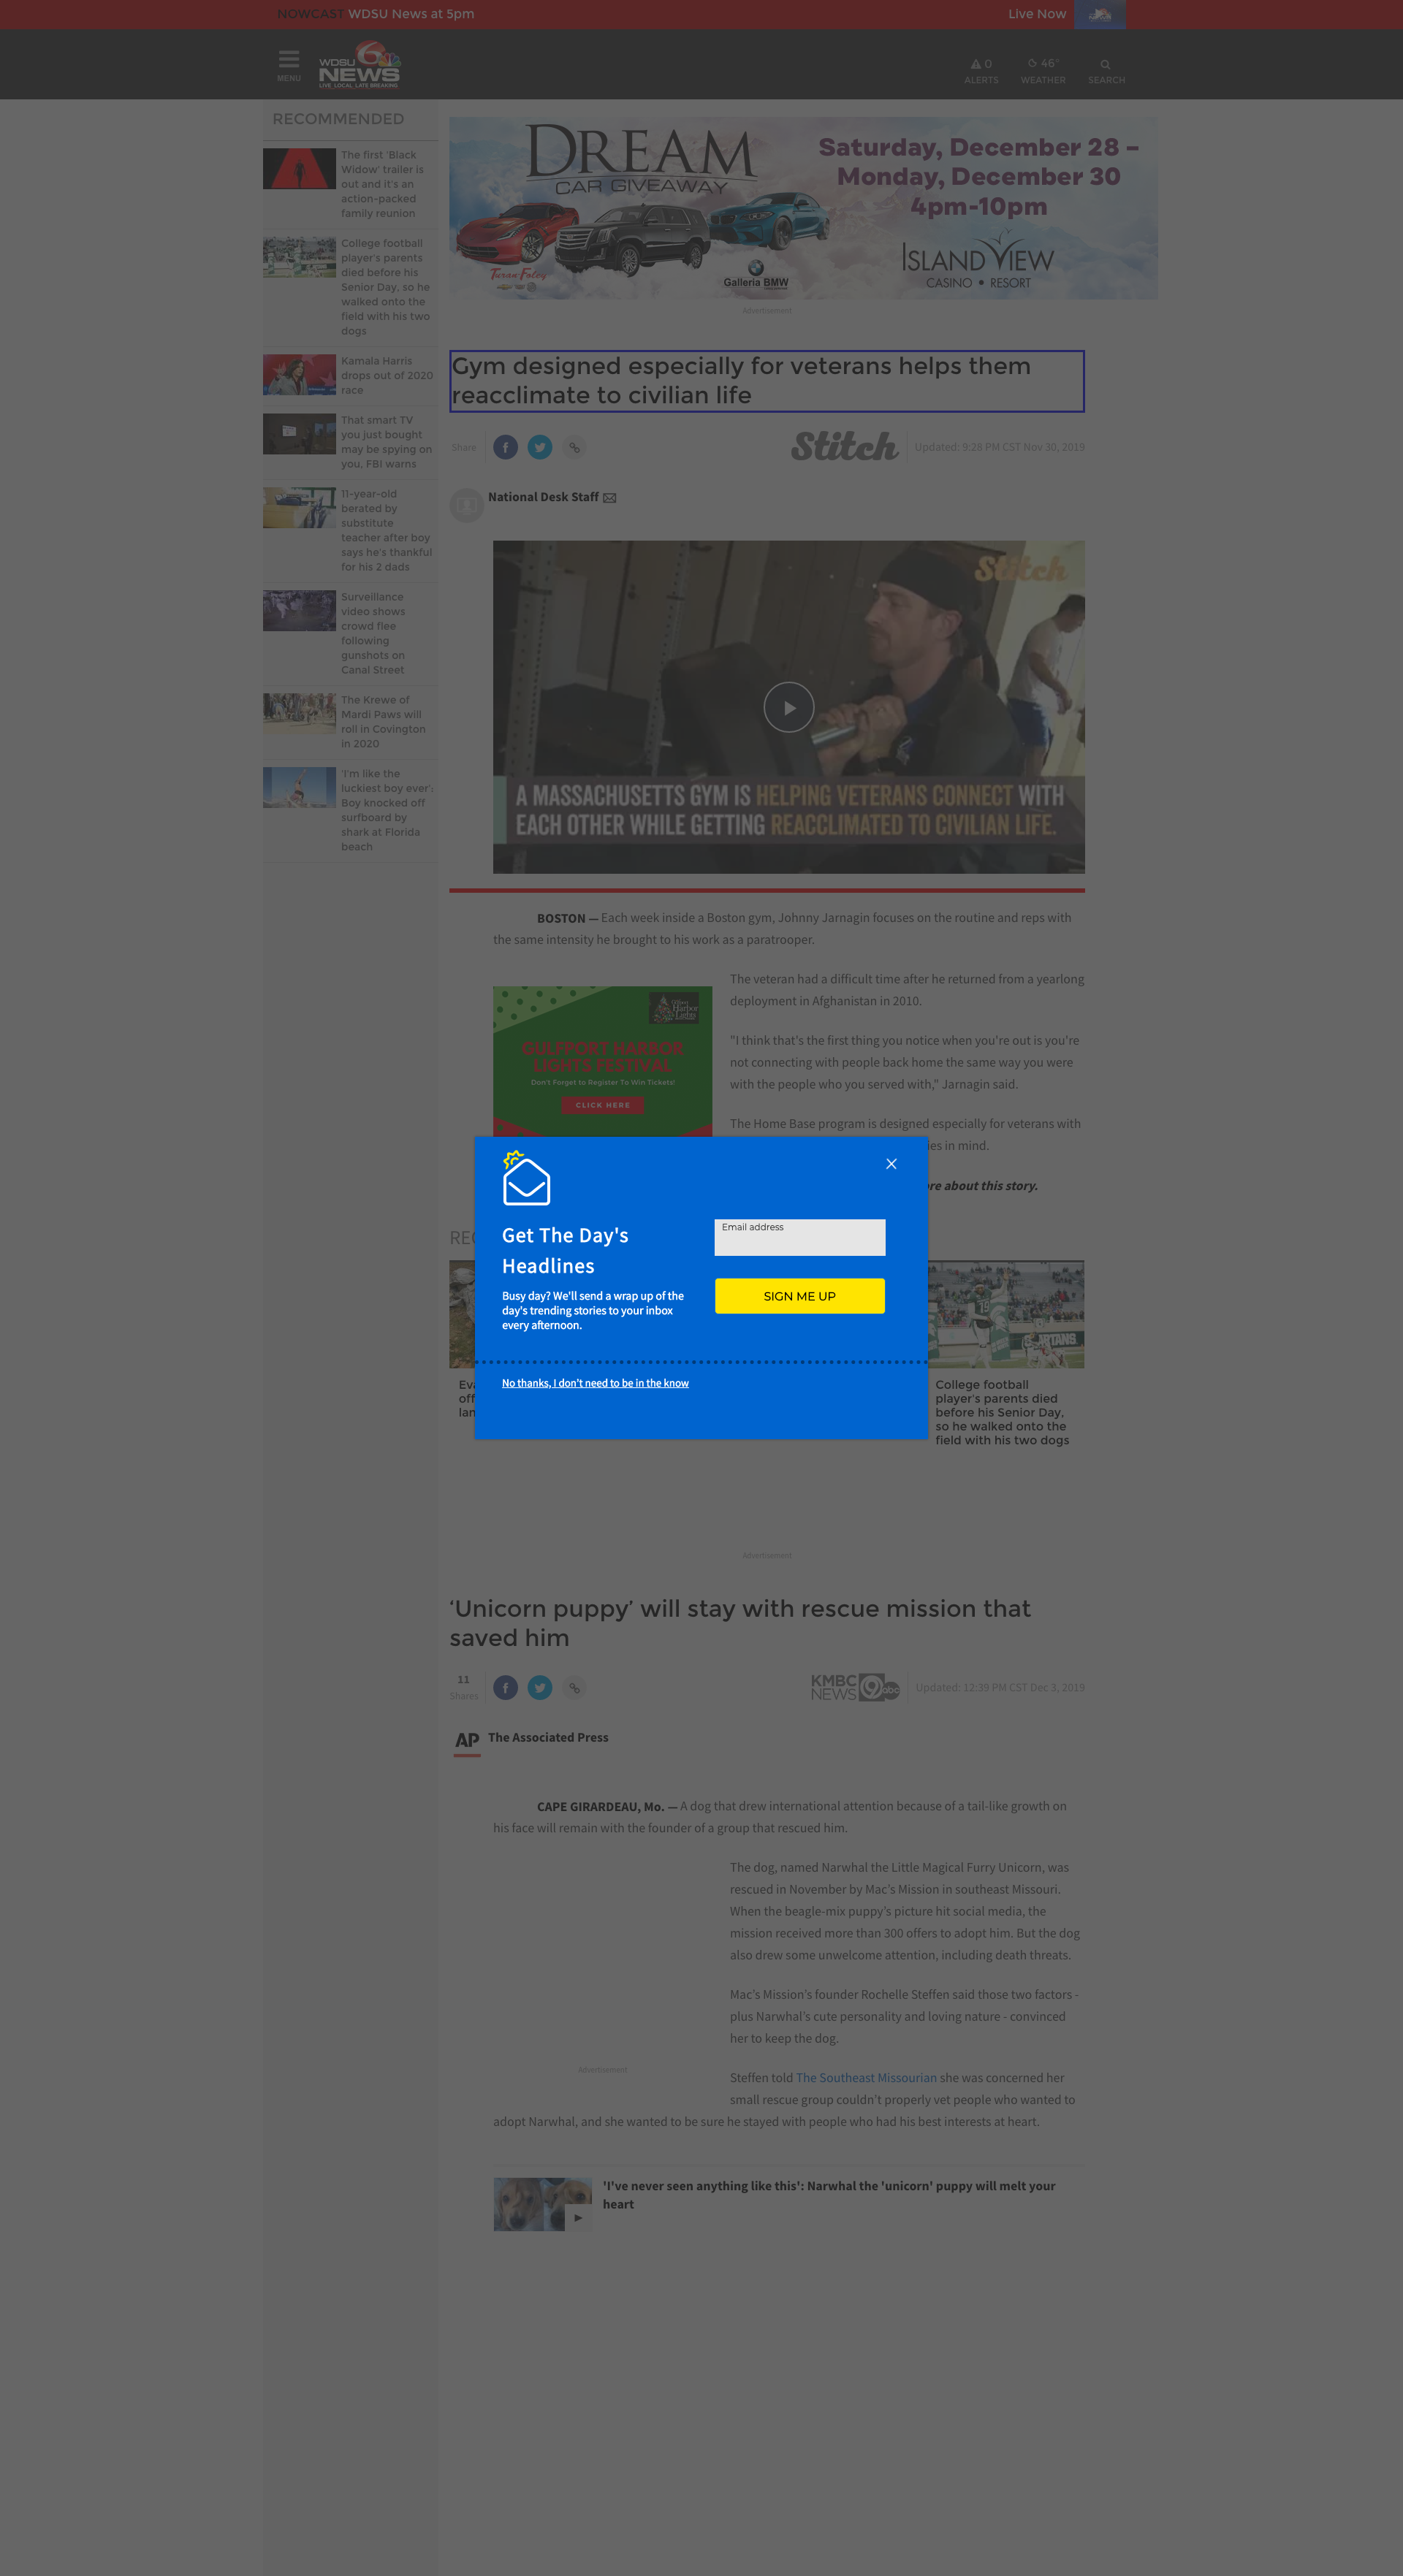 NOWCAST WDSU News at 5pm
Live Now
MENU
WDSU 6
NEWS
LIVE. LOCAL. LATE BREAKING
0
ALERTS
46°
WEATHER
SEARCH
RECOMMENDED
The first 'Black
Widow' trailer is
out and it's an
action-packed
family reunion
College football
player's parents
died before his
Senior Day, so he
walked onto the
field with his two
dogs
Kamala Harris
drops out of 2020
race
That smart TV
you just bought
may be spying on
you, FBI warns
11-year-old
berated by
substitute
teacher after boy
says he's thankful
for his 2 dads
Surveillance
video shows
crowd flee
following
gunshots on
Canal Street
The Krewe of
Mardi Paws will
roll in Covington
in 2020
'I'm like the
luckiest boy ever':
Boy knocked off
surfboard by
shark at Florida
beach
DREAM
CAR GIVEAWAY
Turan Foley
Galleria BMW
Saturday, December 28 –
Monday, December 30
4pm-10pm
ISLAND VIEW
CASINO • RESORT
Advertisement
Gym designed especially for veterans helps them
reacclimate to civilian life
Share
Stitch
Updated: 9:28 PM CST Nov 30, 2019
National Desk Staff
Stitch
A MASSACHUSETTS GYM IS HELPING VETERANS CONNECT WITH
EACH OTHER WHILE GETTING REACCLIMATED TO CIVILIAN LIFE.
BOSTON — Each week inside a Boston gym, Johnny Jarnagin focuses on the routine and reps with
the same intensity he brought to his work as a paratrooper.
The veteran had a difficult time after he returned from a yearlong
deployment in Afghanistan in 2010.
"I think that's the first thing you notice when you're out is you're
not connecting with people back home the same way you were
with the people who you served with," Jarnagin said.
The Home Base program is designed especially for veterans with
ies in mind.
re about this story.
Harbor
Lights
GULFPORT HARBOR
LIGHTS FESTIVAL
Don't Forget to Register To Win Tickets!
CLICK HERE
Get The Day's
Headlines
Busy day? We'll send a wrap up of the
day's trending stories to your inbox
every afternoon.
Email address
SIGN ME UP
No thanks, I don't need to be in the know
REC
Eva
off
lan
15
SPARTANS
College football
player's parents died
before his Senior Day,
so he walked onto the
field with his two dogs
Advertisement
‘Unicorn puppy’ will stay with rescue mission that
saved him
11
Shares
KMBC
NEWS 9 abc
Updated: 12:39 PM CST Dec 3, 2019
AP
The Associated Press
CAPE GIRARDEAU, Mo. — A dog that drew international attention because of a tail-like growth on
his face will remain with the founder of a group that rescued him.
The dog, named Narwhal the Little Magical Furry Unicorn, was
rescued in November by Mac’s Mission in southeast Missouri.
When the beagle-mix puppy’s picture hit social media, the
mission received more than 300 offers to adopt him. But the dog
also drew some unwelcome attention, including death threats.
Mac’s Mission’s founder Rochelle Steffen said those two factors -
plus Narwhal’s cute personality and loving nature - convinced
her to keep the dog.
Advertisement
Steffen told The Southeast Missourian she was concerned her
small rescue group couldn’t properly vet people who wanted to
adopt Narwhal, and she wanted to be sure he stayed with people who had his best interests at heart.
'I've never seen anything like this': Narwhal the 'unicorn' puppy will melt your
heart